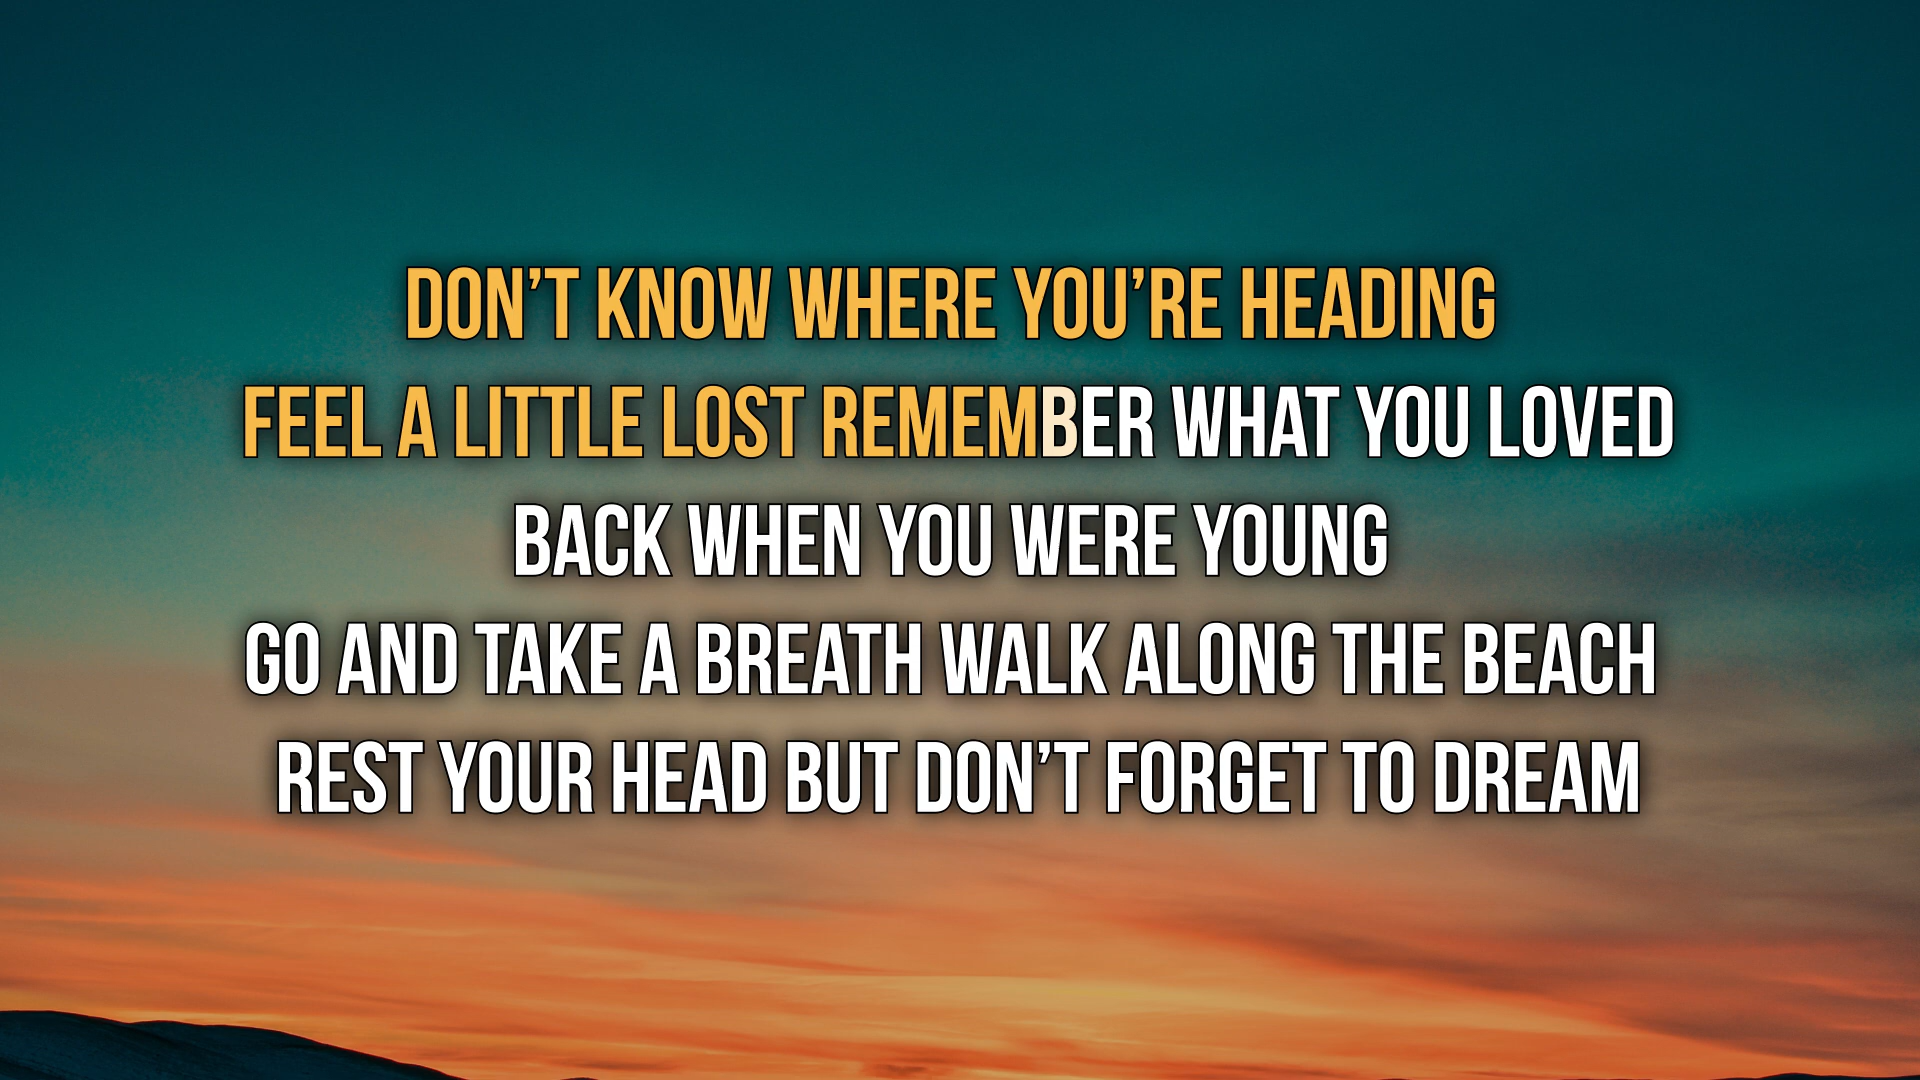 DON’T KNOW WHERE YOU’RE HEADING
FEEL A LITTLE LOST REMEMBER WHAT YOU LOVED
BACK WHEN YOU WERE YOUNG
GO AND TAKE A BREATH WALK ALONG THE BEACH
REST YOUR HEAD BUT DON’T FORGET TO DREAM